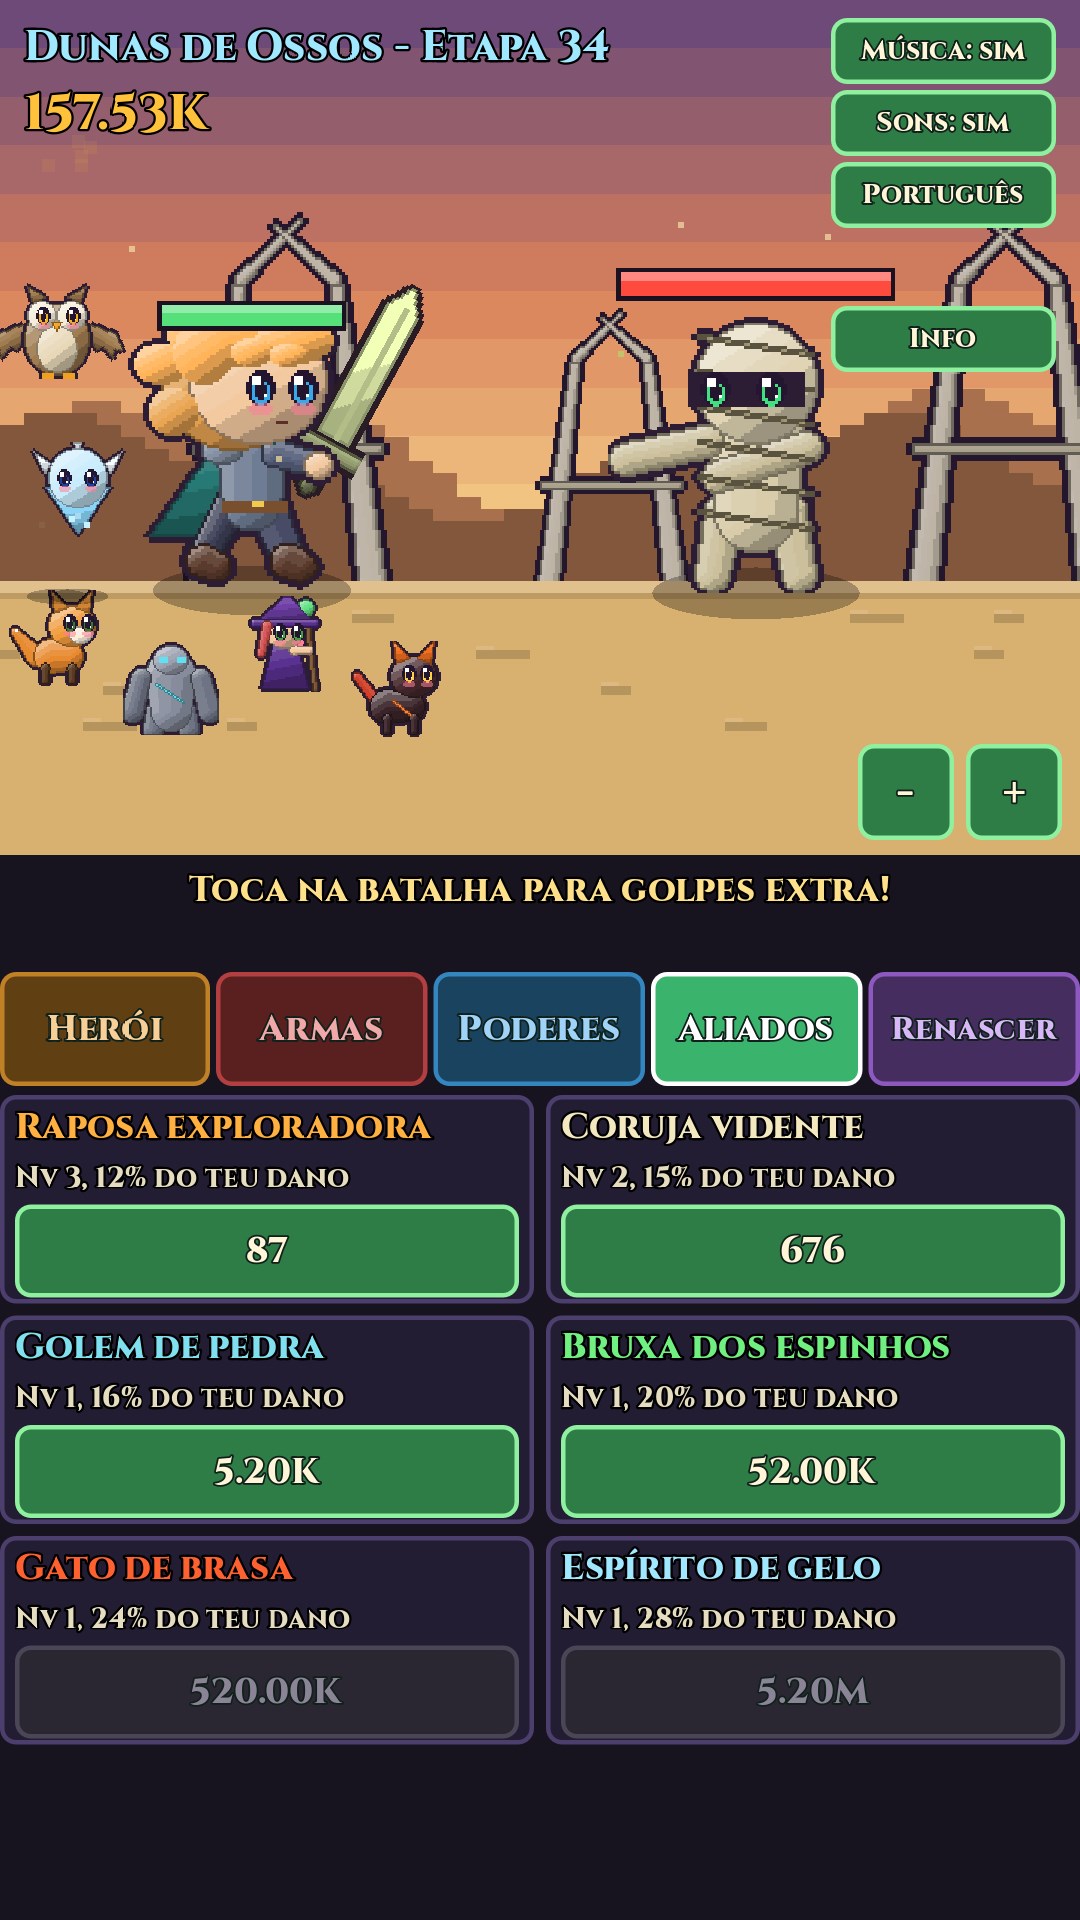 Dunas de Ossos - Etapa 34
157.53K
Música: sim
Sons: sim
Português
Info
-
+
Toca na batalha para golpes extra!
Herói
Armas
Poderes
Aliados
Renascer
Raposa exploradora
Nv 3, 12% do teu dano
87
Coruja vidente
Nv 2, 15% do teu dano
676
Golem de pedra
Nv 1, 16% do teu dano
5.20K
Bruxa dos espinhos
Nv 1, 20% do teu dano
52.00K
Gato de brasa
Nv 1, 24% do teu dano
520.00K
Espírito de gelo
Nv 1, 28% do teu dano
5.20M